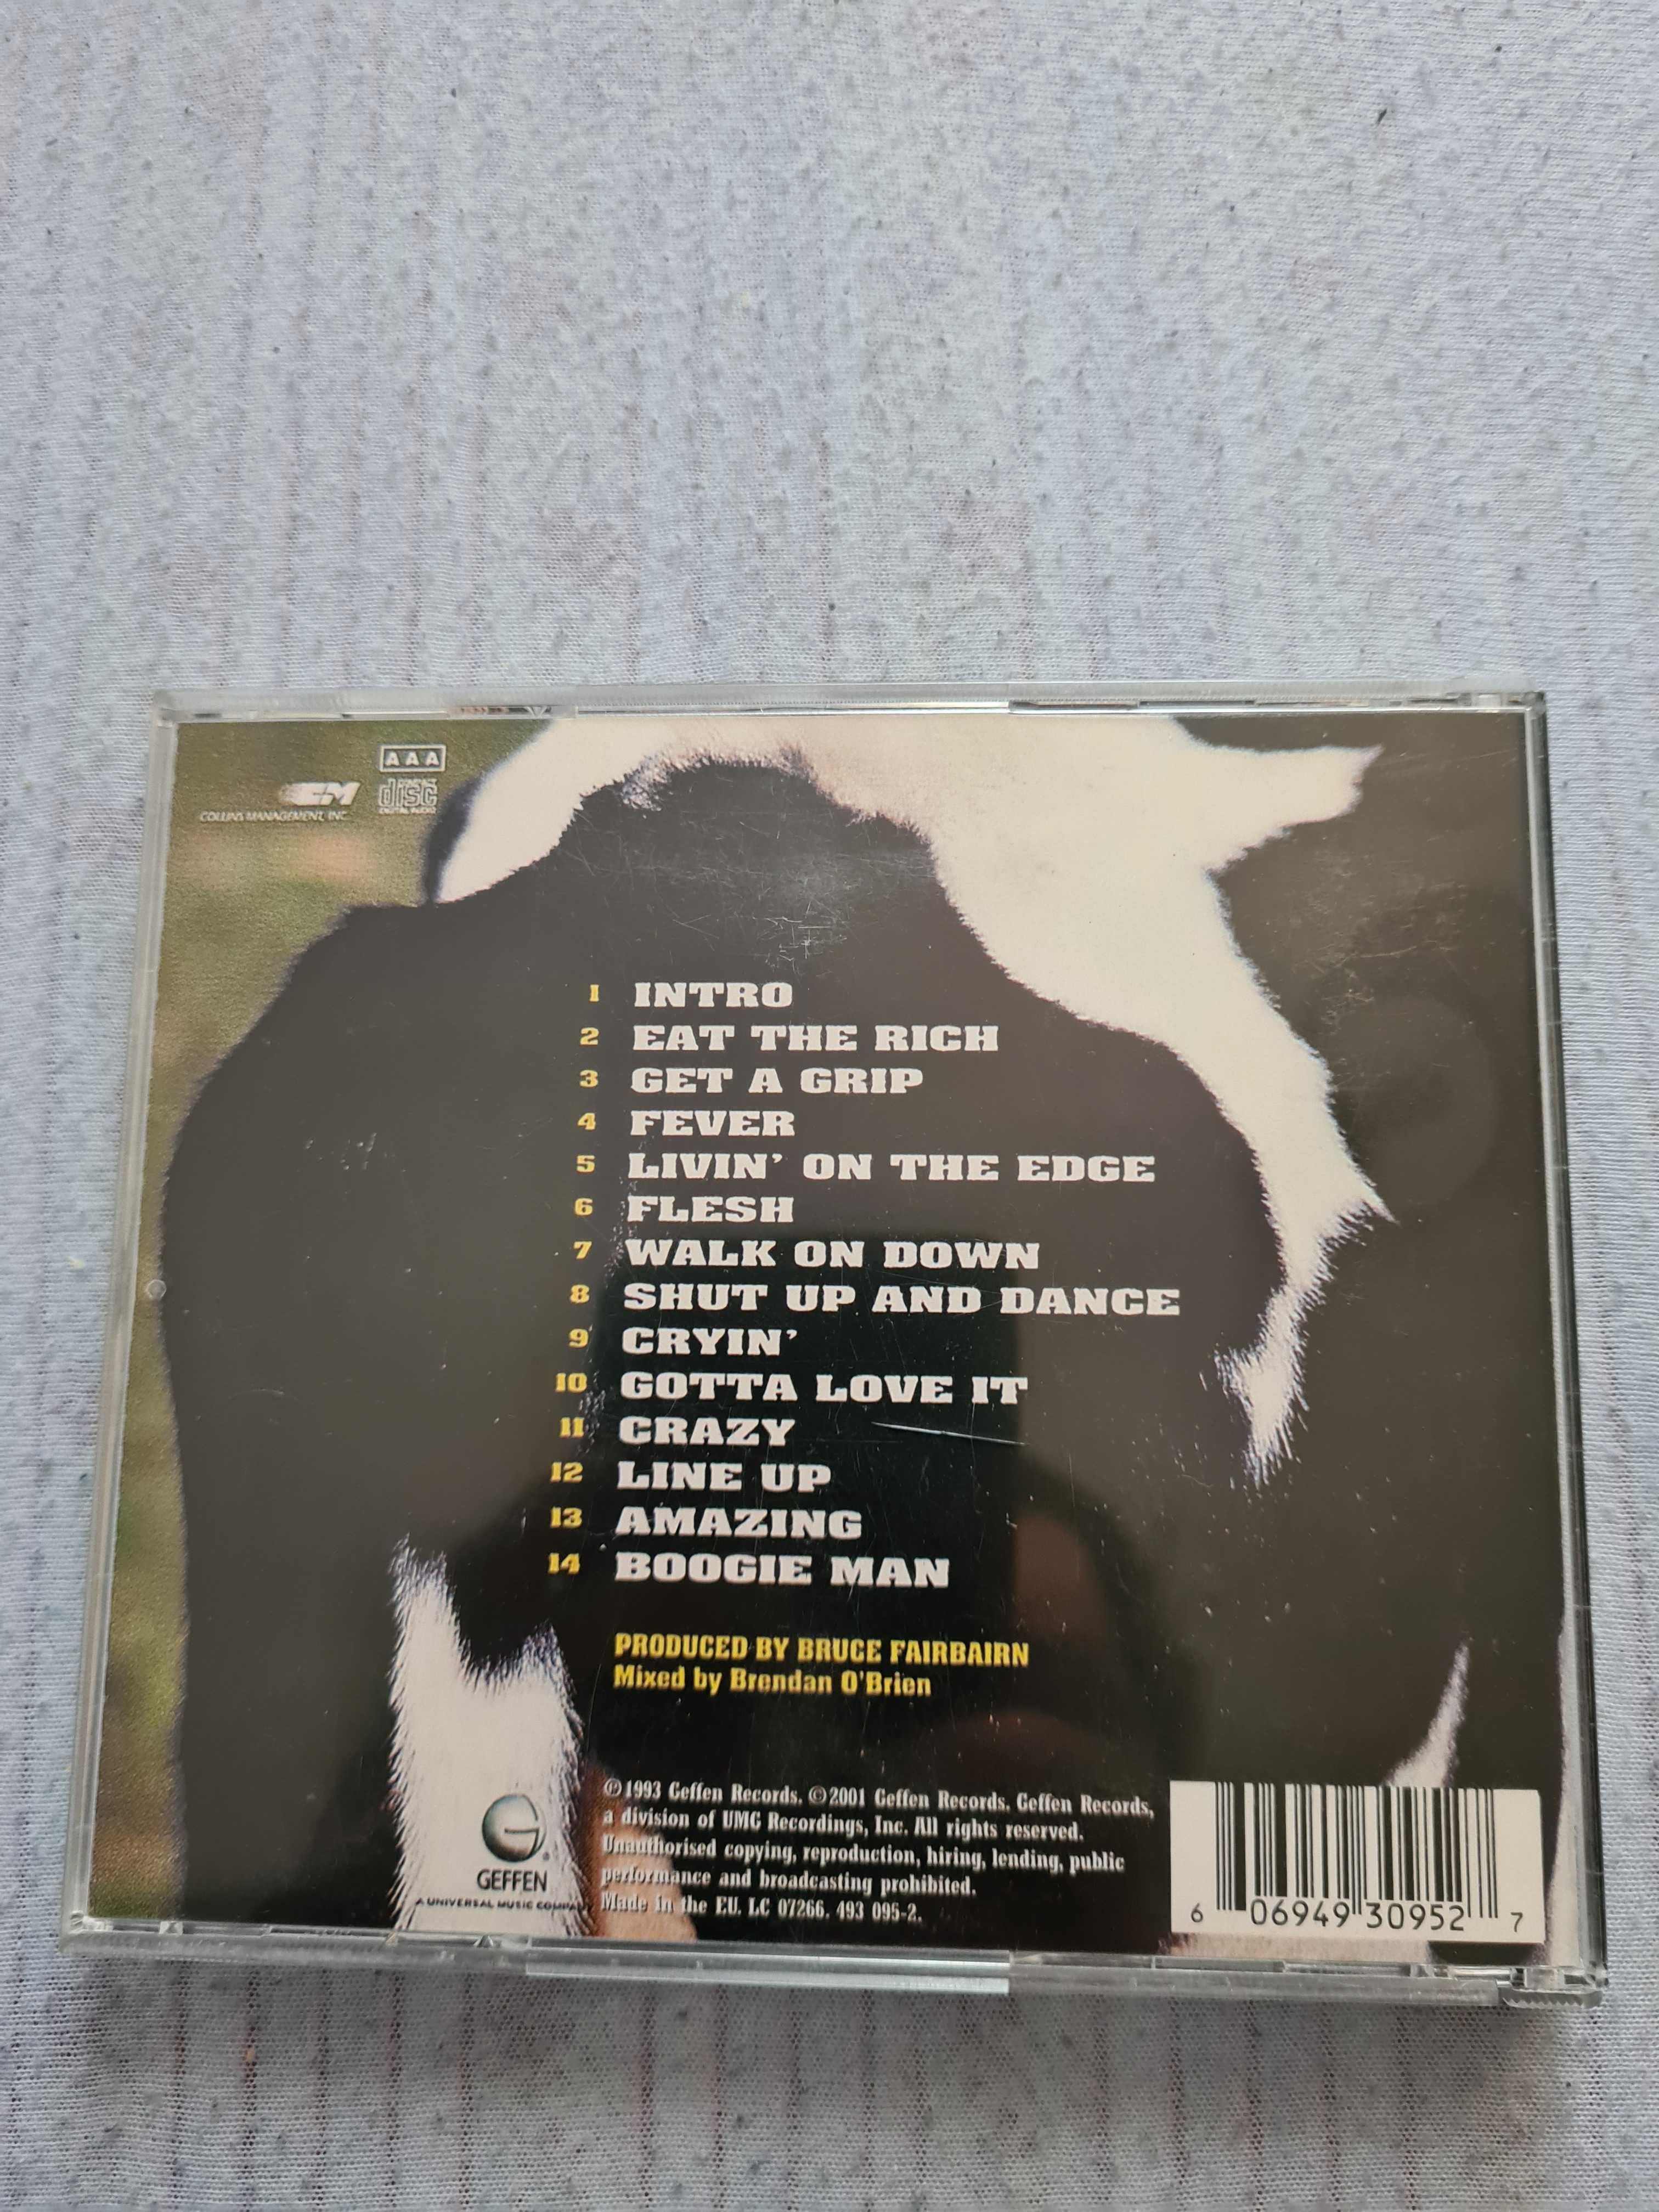 AAA
COMPACT
disc
DIGITAL AUDIO
CM
COLLINS MANAGEMENT, INC.
1 INTRO
2 EAT THE RICH
3 GET A GRIP
4 FEVER
5 LIVIN' ON THE EDGE
6 FLESH
7 WALK ON DOWN
8 SHUT UP AND DANCE
9 CRYIN'
10 GOTTA LOVE IT
11 CRAZY
12 LINE UP
13 AMAZING
14 BOOGIE MAN
PRODUCED BY BRUCE FAIRBAIRN
Mixed by Brendan O'Brien
℗1993 Geffen Records. ©2001 Geffen Records. Geffen Records,
a division of UMG Recordings, Inc. All rights reserved.
Unauthorised copying, reproduction, hiring, lending, public
performance and broadcasting prohibited.
Made in the EU. LC 07266. 493 095-2.
G®
GEFFEN
A UNIVERSAL MUSIC COMPANY
6 06949 30952 7